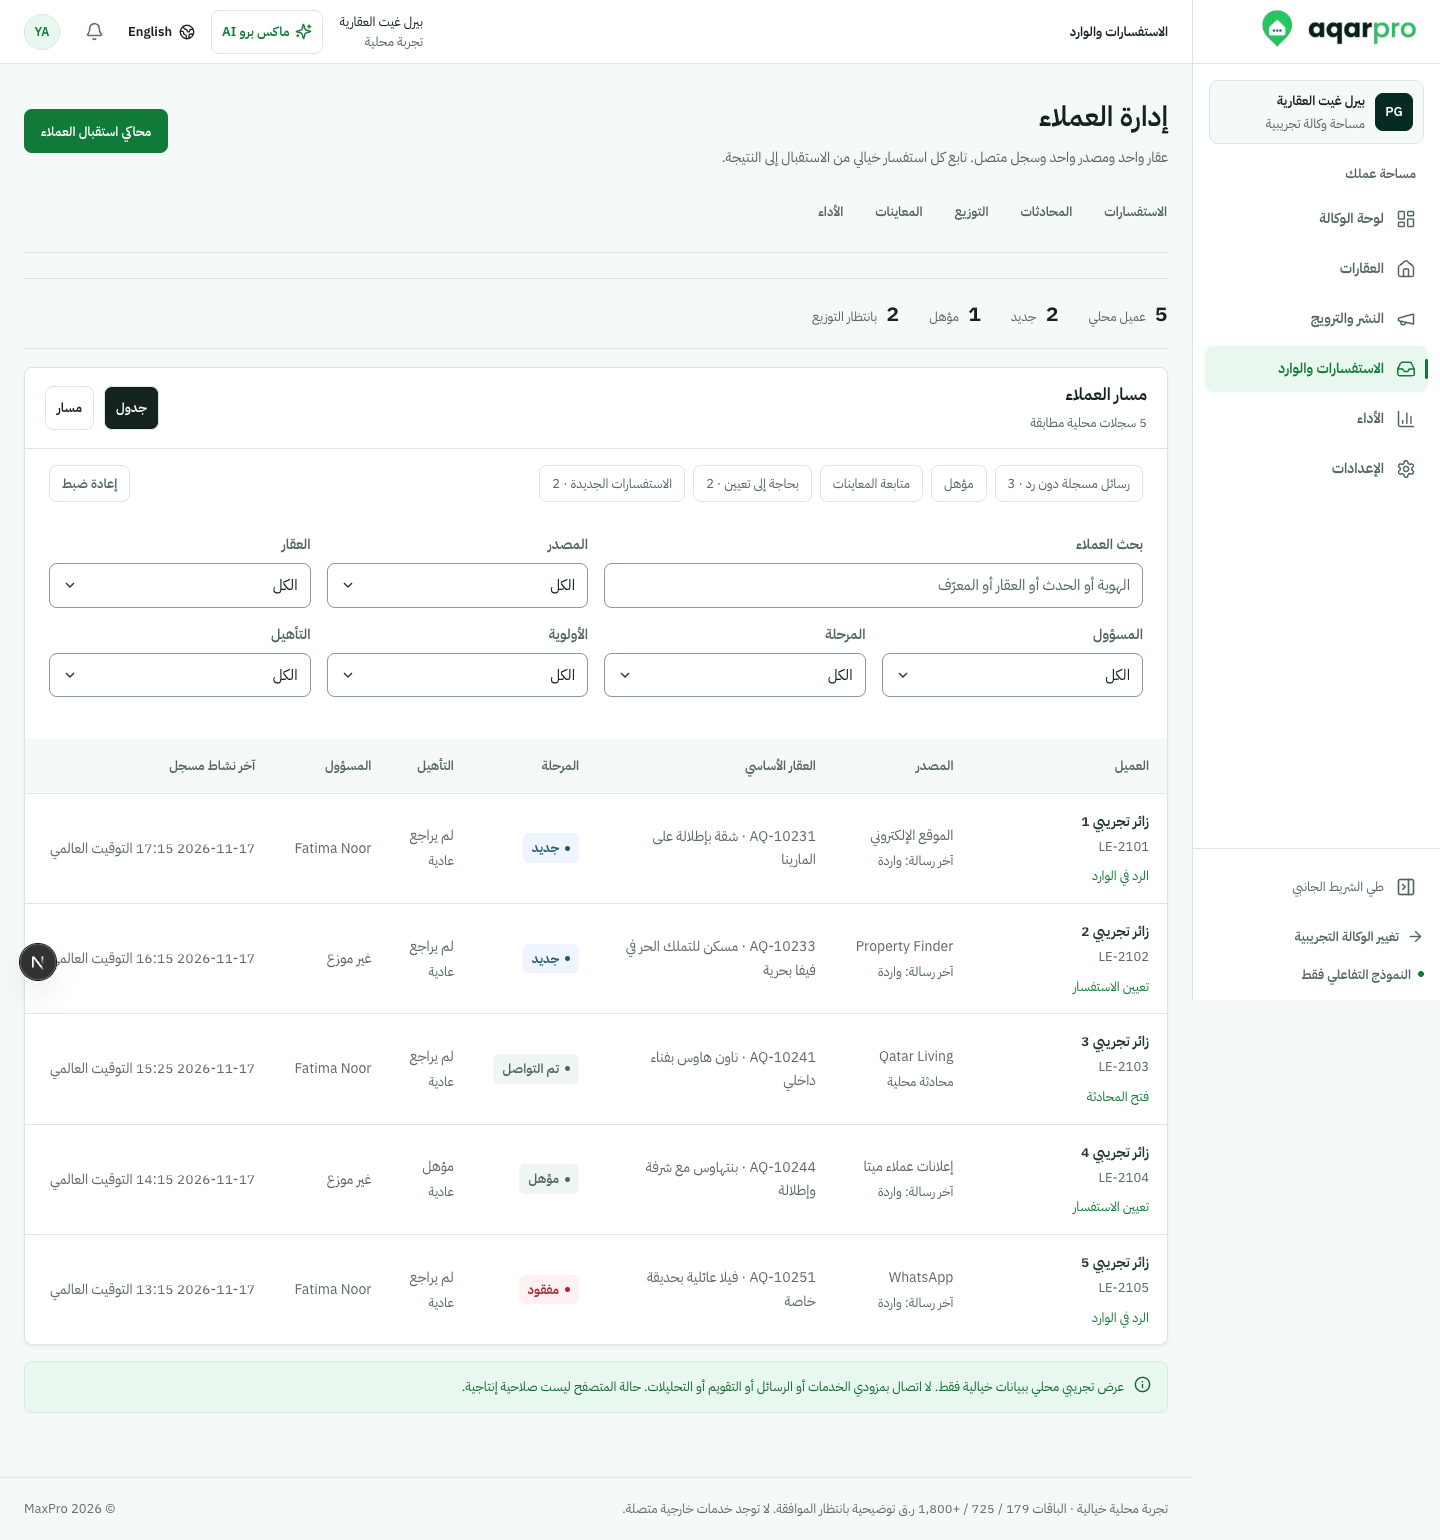 aqarpro
الاستفسارات والوارد
بيرل غيت العقارية
تجربة محلية
ماكس برو AI
English
YA
PG
بيرل غيت العقارية
مساحة وكالة تجريبية
مساحة عملك
لوحة الوكالة
العقارات
النشر والترويج
الاستفسارات والوارد
الأداء
الإعدادات
طي الشريط الجانبي
تغيير الوكالة التجريبية
النموذج التفاعلي فقط
إدارة العملاء
عقار واحد ومصدر واحد وسجل متصل. تابع كل استفسار خيالي من الاستقبال إلى النتيجة.
محاكي استقبال العملاء
الاستفسارات
المحادثات
التوزيع
المعاينات
الأداء
5 عميل محلي
2 جديد
1 مؤهل
2 بانتظار التوزيع
مسار العملاء
5 سجلات محلية مطابقة
جدول
مسار
رسائل مسجلة دون رد · 3
مؤهل
متابعة المعاينات
بحاجة إلى تعيين · 2
الاستفسارات الجديدة · 2
إعادة ضبط
بحث العملاء
المصدر
العقار
الهوية أو الحدث أو العقار أو المعرّف
الكل
الكل
المسؤول
المرحلة
الأولوية
التأهيل
الكل
الكل
الكل
الكل
العميل
المصدر
العقار الأساسي
المرحلة
التأهيل
المسؤول
آخر نشاط مسجل
زائر تجريبي 1
LE-2101
الرد في الوارد
الموقع الإلكتروني
آخر رسالة: واردة
AQ-10231 · شقة بإطلالة على
المارينا
جديد
لم يراجع
عادية
Fatima Noor
17-11-2026 17:15 التوقيت العالمي
زائر تجريبي 2
LE-2102
تعيين الاستفسار
Property Finder
آخر رسالة: واردة
AQ-10233 · مسكن للتملك الحر في
فيفا بحرية
جديد
لم يراجع
عادية
غير موزع
17-11-2026 16:15 التوقيت العالمي
زائر تجريبي 3
LE-2103
فتح المحادثة
Qatar Living
محادثة محلية
AQ-10241 · تاون هاوس بفناء
داخلي
تم التواصل
لم يراجع
عادية
Fatima Noor
17-11-2026 15:25 التوقيت العالمي
زائر تجريبي 4
LE-2104
تعيين الاستفسار
إعلانات عملاء ميتا
آخر رسالة: واردة
AQ-10244 · بنتهاوس مع شرفة
وإطلالة
مؤهل
مؤهل
عادية
غير موزع
17-11-2026 14:15 التوقيت العالمي
زائر تجريبي 5
LE-2105
الرد في الوارد
WhatsApp
آخر رسالة: واردة
AQ-10251 · فيلا عائلية بحديقة
خاصة
مفقود
لم يراجع
عادية
Fatima Noor
17-11-2026 13:15 التوقيت العالمي
N
عرض تجريبي محلي ببيانات خيالية فقط. لا اتصال بمزودي الخدمات أو الرسائل أو التقويم أو التحليلات. حالة المتصفح ليست صلاحية إنتاجية.
تجربة محلية خيالية · الباقات 179 / 725 / +1,800 ر.ق توضيحية بانتظار الموافقة. لا توجد خدمات خارجية متصلة.
© 2026 MaxPro